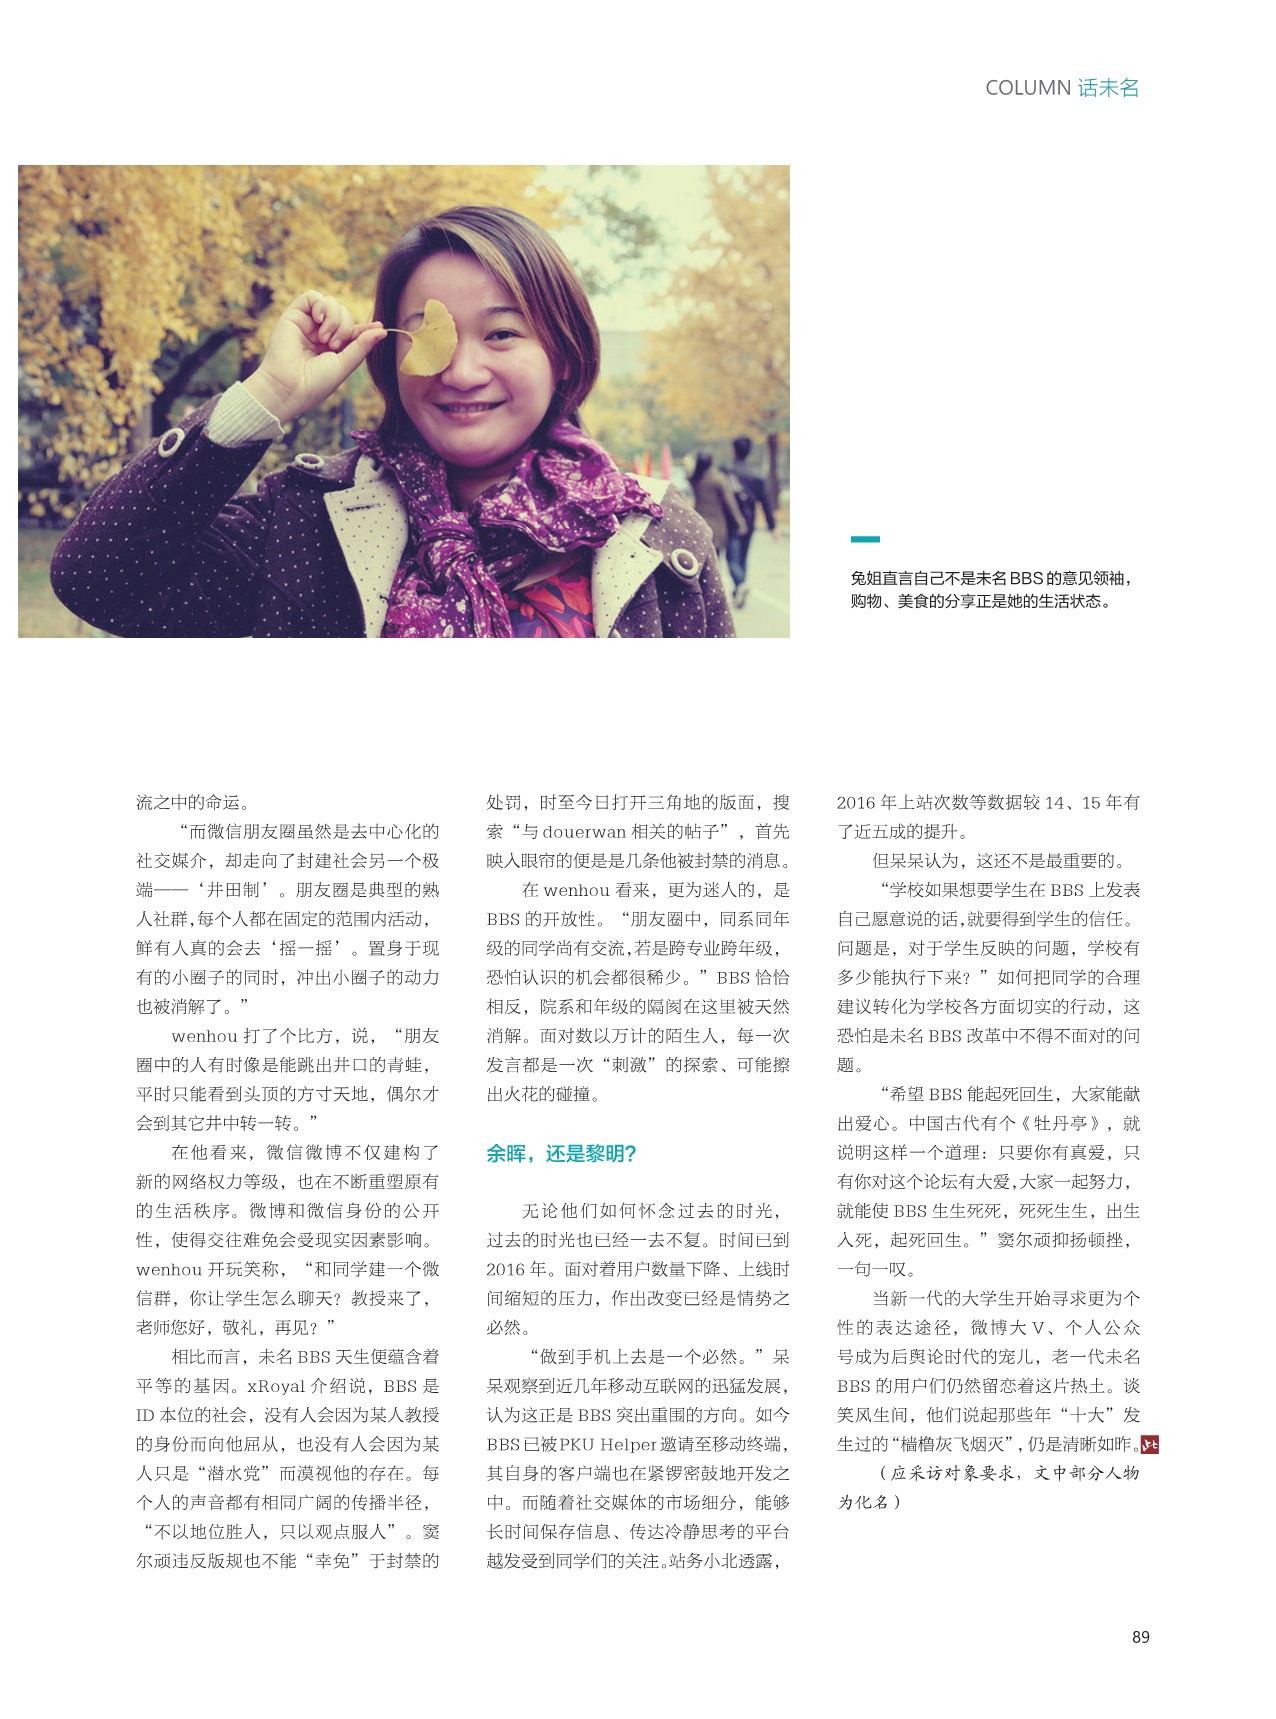 COLUMN 话未名
兔姐直言自己不是未名 BBS 的意见领袖，
购物、美食的分享正是她的生活状态。
流之中的命运。
“而微信朋友圈虽然是去中心化的
社交媒介，却走向了封建社会另一个极
端——‘井田制’。朋友圈是典型的熟
人社群，每个人都在固定的范围内活动，
鲜有人真的会去‘摇一摇’。置身于现
有的小圈子的同时，冲出小圈子的动力
也被消解了。”
wenhou 打了个比方，说，“朋友
圈中的人有时像是能跳出井口的青蛙，
平时只能看到头顶的方寸天地，偶尔才
会到其它井中转一转。”
在他看来，微信微博不仅建构了
新的网络权力等级，也在不断重塑原有
的生活秩序。微博和微信身份的公开
性，使得交往难免会受现实因素影响。
wenhou 开玩笑称，“和同学建一个微
信群，你让学生怎么聊天？教授来了，
老师您好，敬礼，再见？”
相比而言，未名 BBS 天生便蕴含着
平等的基因。xRoyal 介绍说，BBS 是
ID 本位的社会，没有人会因为某人教授
的身份而向他屈从，也没有人会因为某
人只是“潜水党”而漠视他的存在。每
个人的声音都有相同广阔的传播半径，
“不以地位胜人，只以观点服人”。窦
尔顽违反版规也不能“幸免”于封禁的
处罚，时至今日打开三角地的版面，搜
索“与 douerwan 相关的帖子”，首先
映入眼帘的便是是几条他被封禁的消息。
在 wenhou 看来，更为迷人的，是
BBS 的开放性。“朋友圈中，同系同年
级的同学尚有交流，若是跨专业跨年级，
恐怕认识的机会都很稀少。”BBS 恰恰
相反，院系和年级的隔阂在这里被天然
消解。面对数以万计的陌生人，每一次
发言都是一次“刺激”的探索、可能擦
出火花的碰撞。
余晖，还是黎明？
无论他们如何怀念过去的时光，
过去的时光也已经一去不复。时间已到
2016 年。面对着用户数量下降、上线时
间缩短的压力，作出改变已经是情势之
必然。
“做到手机上去是一个必然。”呆
呆观察到近几年移动互联网的迅猛发展，
认为这正是 BBS 突出重围的方向。如今
BBS 已被 PKU Helper 邀请至移动终端，
其自身的客户端也在紧锣密鼓地开发之
中。而随着社交媒体的市场细分，能够
长时间保存信息、传达冷静思考的平台
越发受到同学们的关注。站务小北透露，
2016 年上站次数等数据较 14、15 年有
了近五成的提升。
但呆呆认为，这还不是最重要的。
“学校如果想要学生在 BBS 上发表
自己愿意说的话，就要得到学生的信任。
问题是，对于学生反映的问题，学校有
多少能执行下来？”如何把同学的合理
建议转化为学校各方面切实的行动，这
恐怕是未名 BBS 改革中不得不面对的问
题。
“希望 BBS 能起死回生，大家能献
出爱心。中国古代有个《牡丹亭》，就
说明这样一个道理：只要你有真爱，只
有你对这个论坛有大爱，大家一起努力，
就能使 BBS 生生死死，死死生生，出生
入死，起死回生。”窦尔顽抑扬顿挫，
一句一叹。
当新一代的大学生开始寻求更为个
性的表达途径，微博大 V、个人公众
号成为后舆论时代的宠儿，老一代未名
BBS 的用户们仍然留恋着这片热土。谈
笑风生间，他们说起那些年“十大”发
生过的“樯橹灰飞烟灭”，仍是清晰如昨。
（应采访对象要求，文中部分人物
为化名）
89